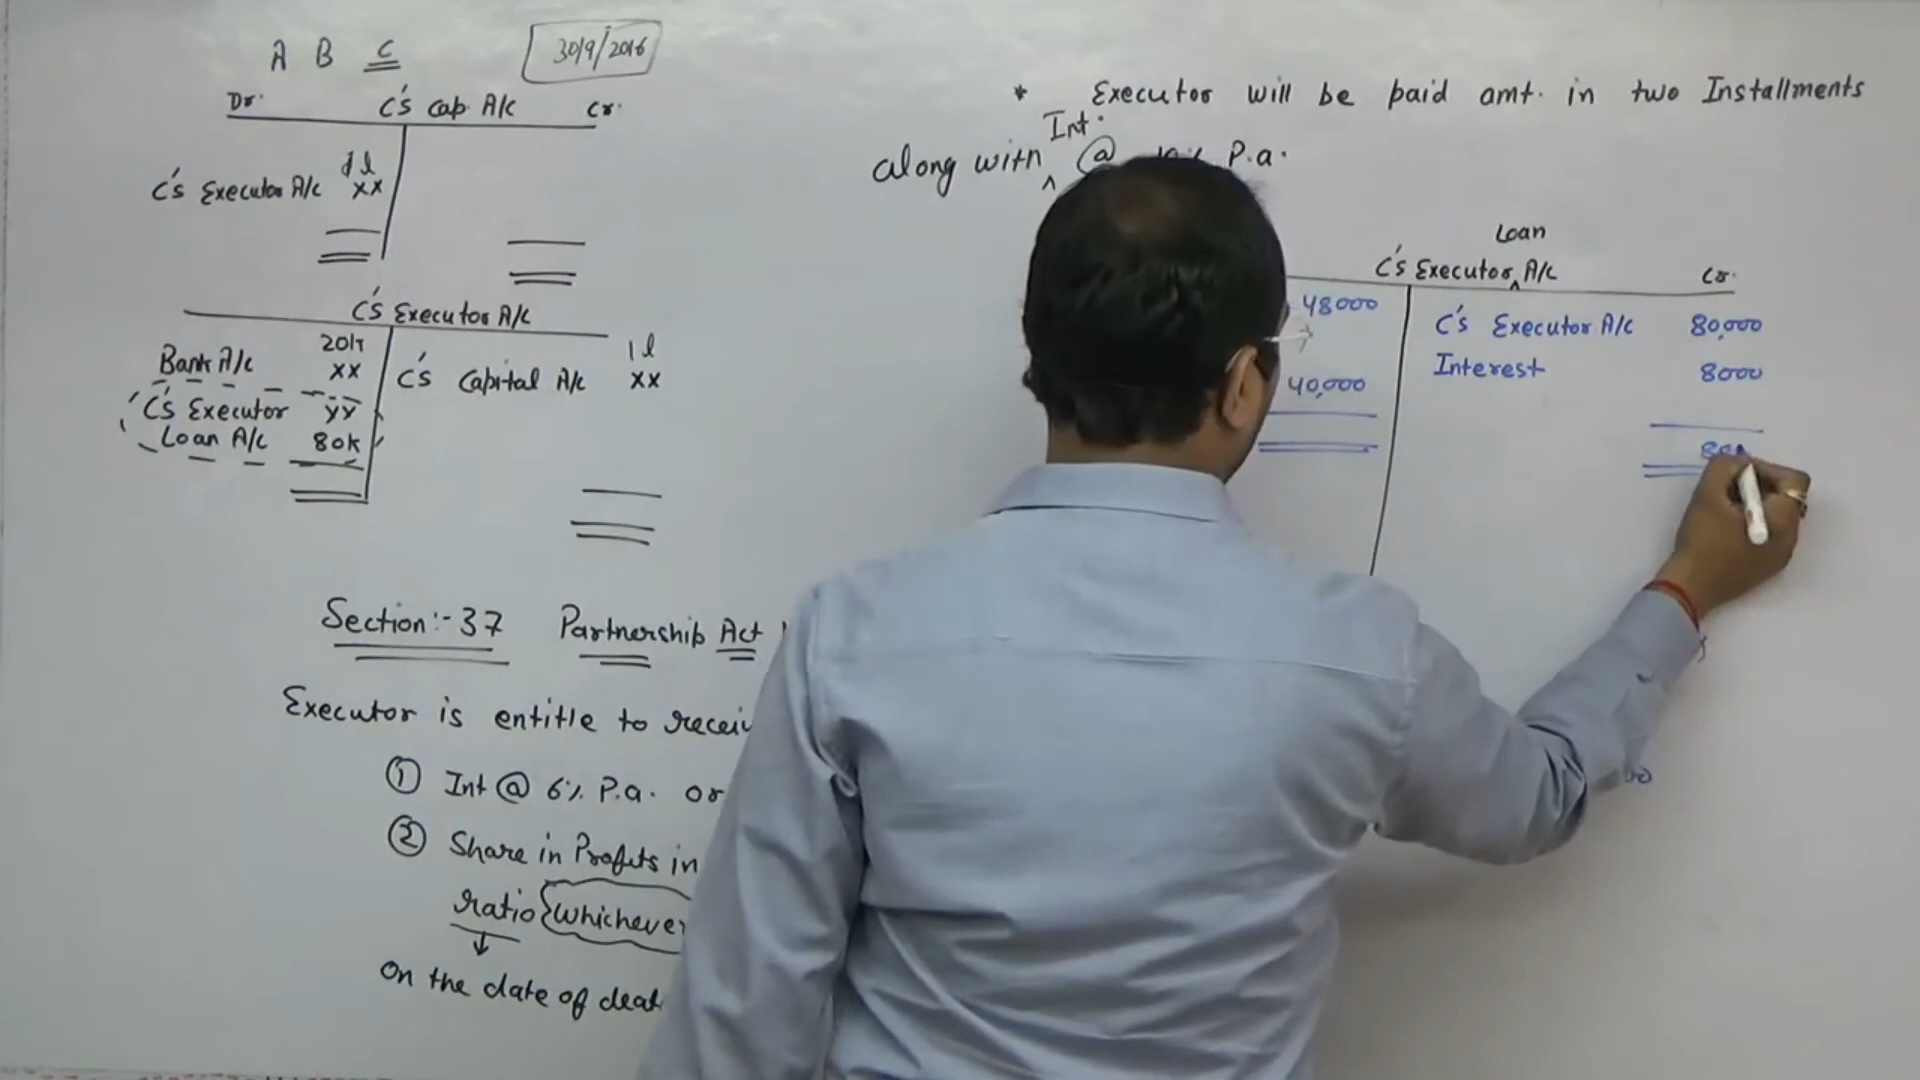 A B C
30/9/2016
Dr. C's Cap. A/c Cr.
C's Executor A/c 1l
xx
C's Executor A/c
Bank A/c 20k
xx
C's Capital A/c 1l
xx
C's Executor yy
Loan A/c 80k
Section:- 37 Partnership Act
Executor is entitle to
① Int @ 6% P.a. or
② Share in Profits in
ratio {Whichever
On the date of
* Executor will be paid amt. in two Installments
along with Int. @ P.a.
C's Executor Loan A/c Cr.
48000
C's Executor A/c 80,000
Interest 8000
40,000